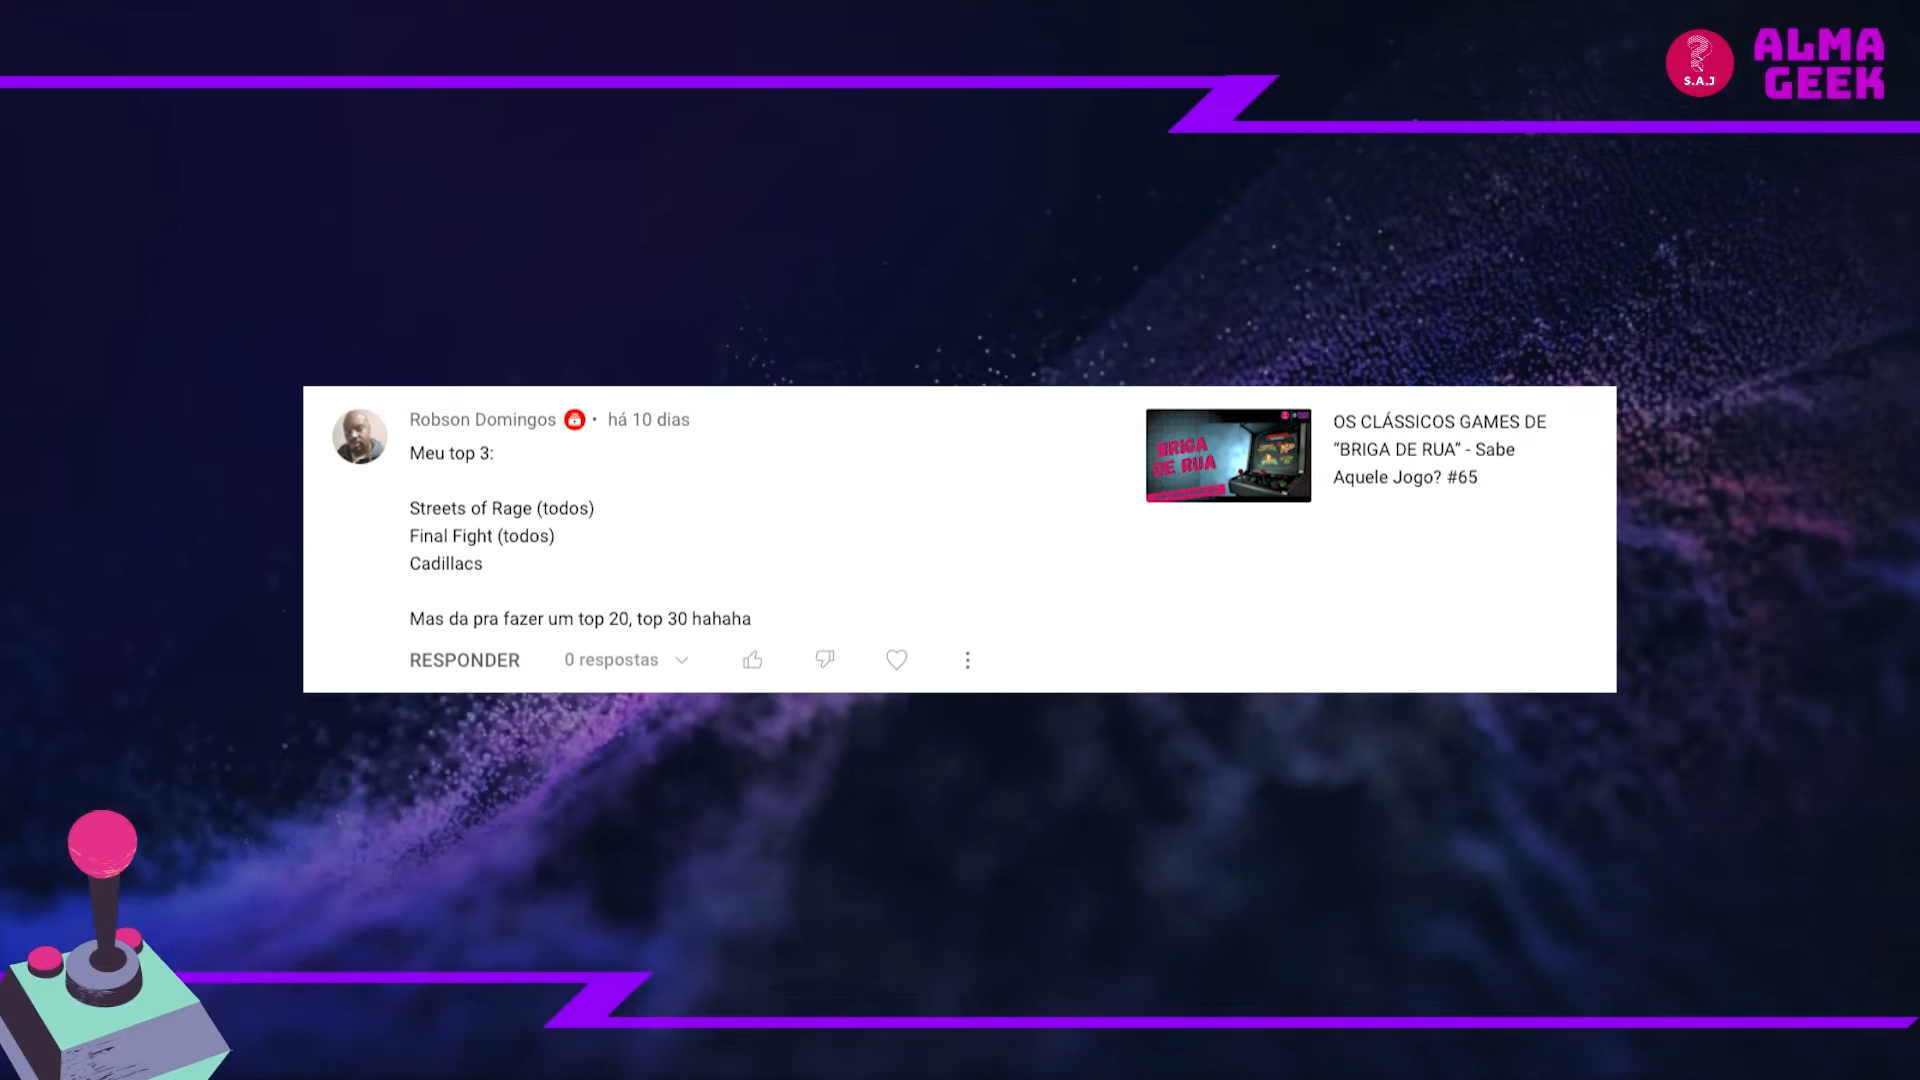 S.A.J
ALMA
GEEK
Robson Domingos • há 10 dias
Meu top 3:
Streets of Rage (todos)
Final Fight (todos)
Cadillacs
Mas da pra fazer um top 20, top 30 hahaha
RESPONDER 0 respostas
BRIGA
DE RUA
OS CLÁSSICOS GAMES DE
“BRIGA DE RUA” - Sabe
Aquele Jogo? #65